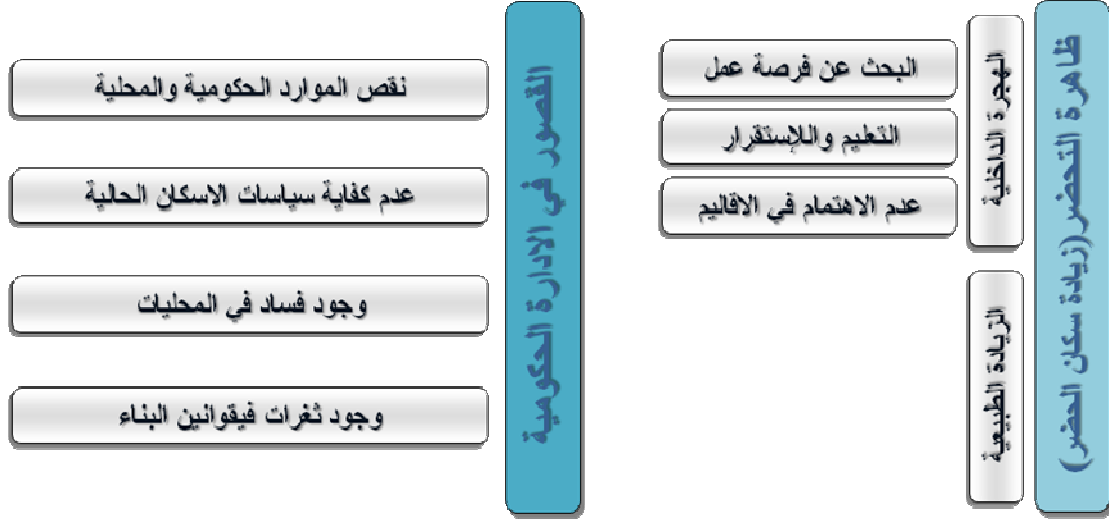 ظاهرة التحضر(زيادة سكان الحضر)
الهجرة الداخلية
البحث عن فرصة عمل
التعليم واللإستقرار
عدم الاهتمام في الاقاليم
الزيادة الطبيعية
القصور في الادارة الحكومية
نقص الموارد الحكومية والمحلية
عدم كفاية سياسات الاسكان الحالية
وجود فساد في المحليات
وجود ثغرات فيقوانين البناء